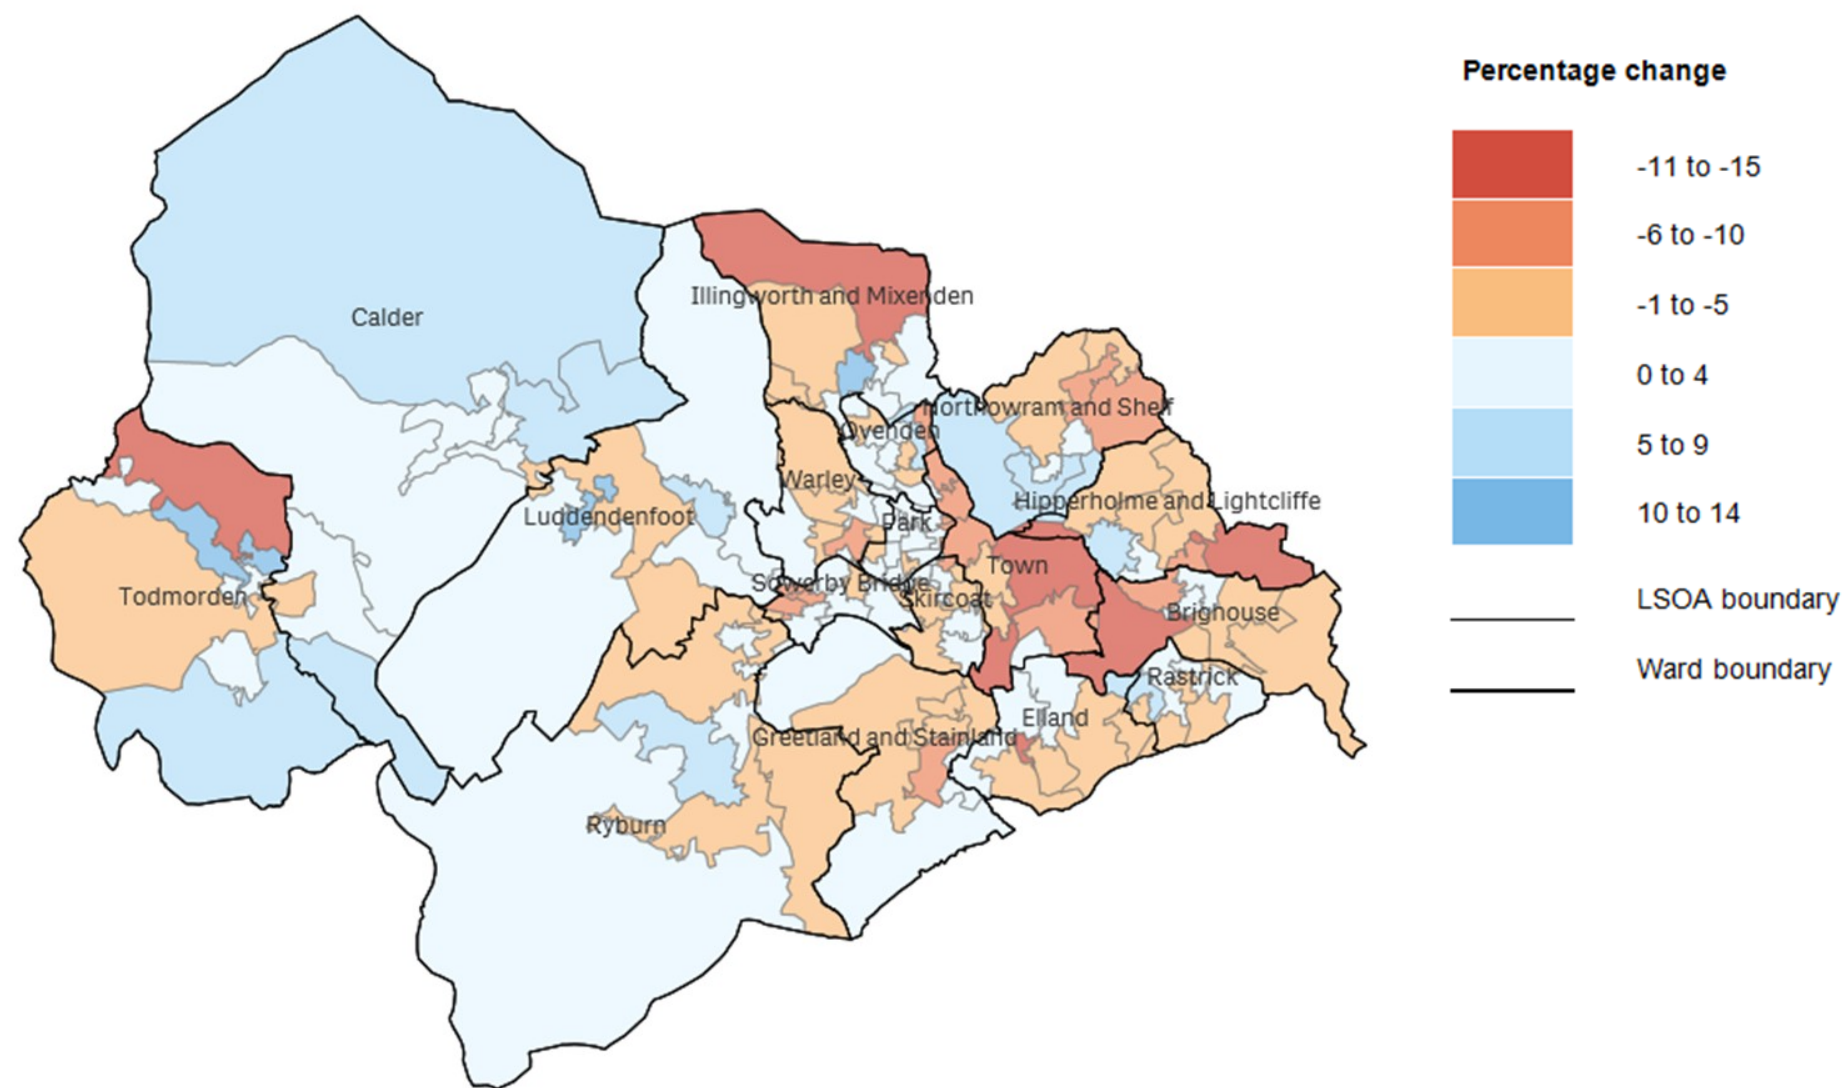 Percentage change
-11 to -15
-6 to -10
-1 to -5
0 to 4
5 to 9
10 to 14
LSOA boundary
Ward boundary
Calder
Illingworth and Mixenden
Northowram and Shelf
Ovenden
Warley
Hipperholme and Lightcliffe
Luddendenfoot
Park
Town
Sowerby Bridge
Todmorden
Skircoat
Brighouse
Rastrick
Elland
Greetland and Stainland
Ryburn